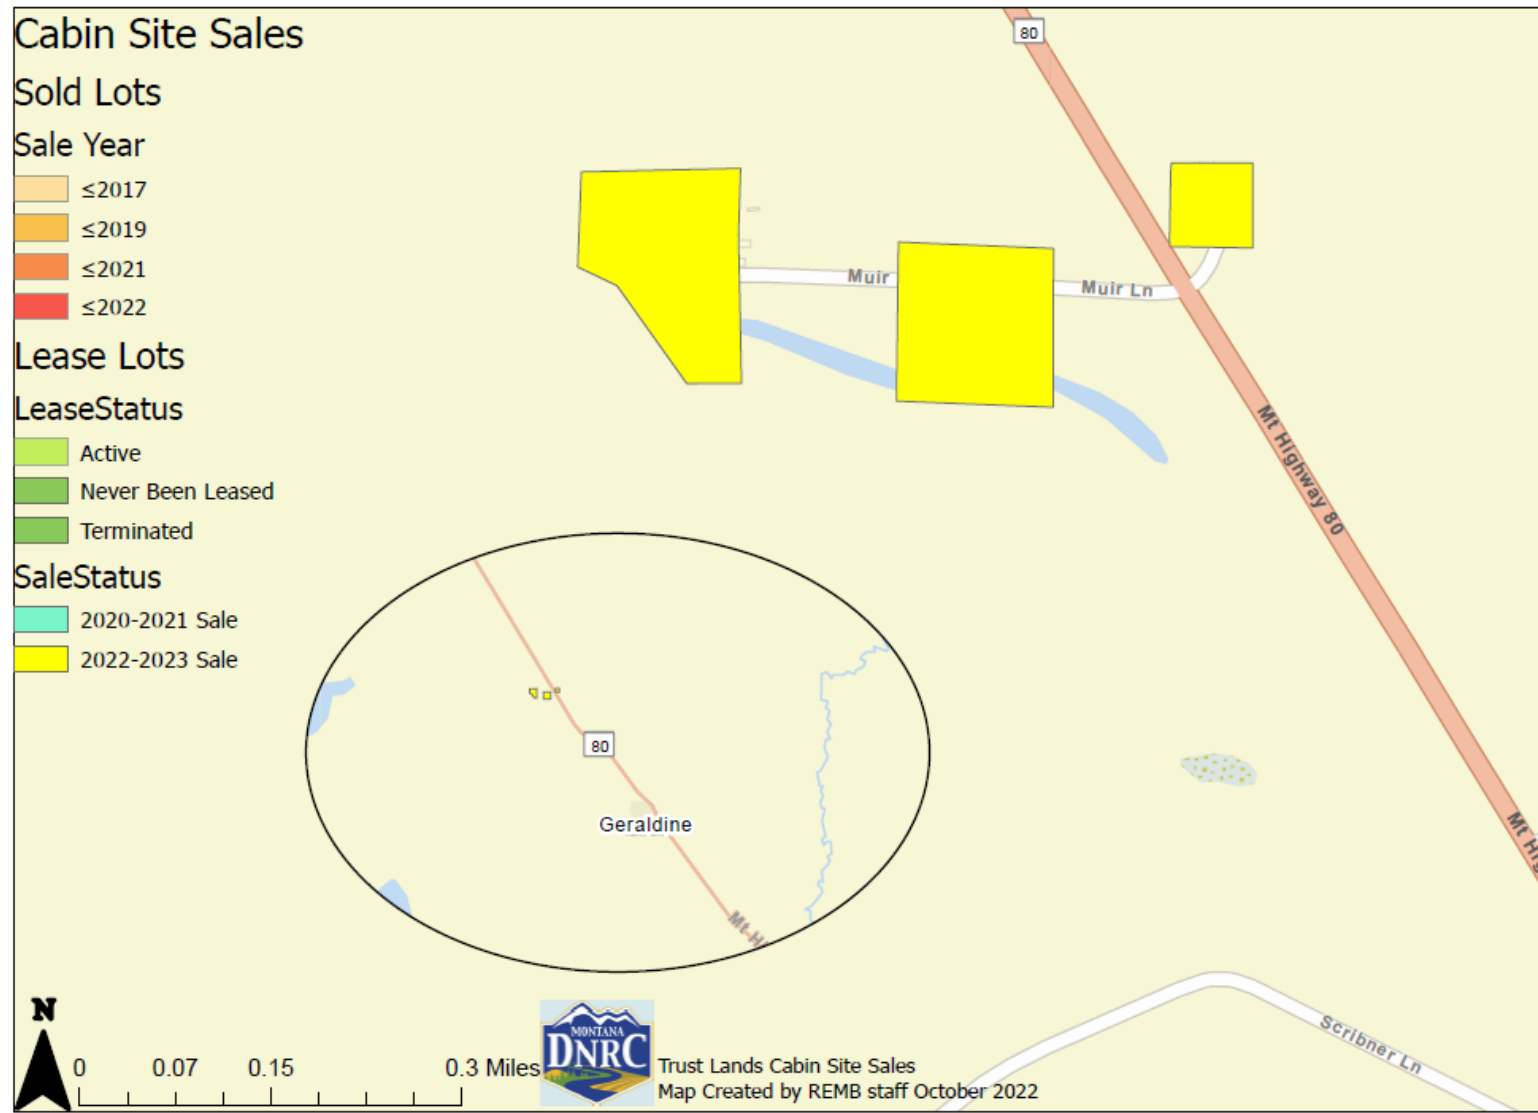 Cabin Site Sales
Sold Lots
Sale Year
≤2017
≤2019
≤2021
≤2022
Lease Lots
LeaseStatus
Active
Never Been Leased
Terminated
SaleStatus
2020-2021 Sale
2022-2023 Sale
80
Muir
Muir Ln
Mt Highway 80
Mt Hig
80
Geraldine
Mt H
Scribner Ln
N
0 0.07 0.15 0.3 Miles
MONTANA
DNRC
Trust Lands Cabin Site Sales
Map Created by REMB staff October 2022